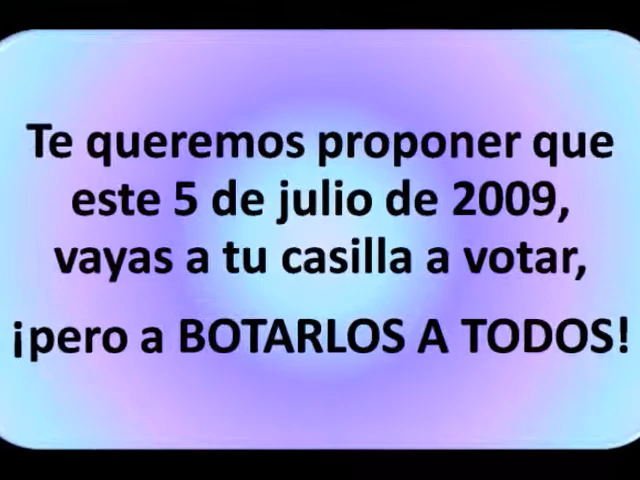 Te queremos proponer que
este 5 de julio de 2009,
vayas a tu casilla a votar,
¡pero a BOTARLOS A TODOS!